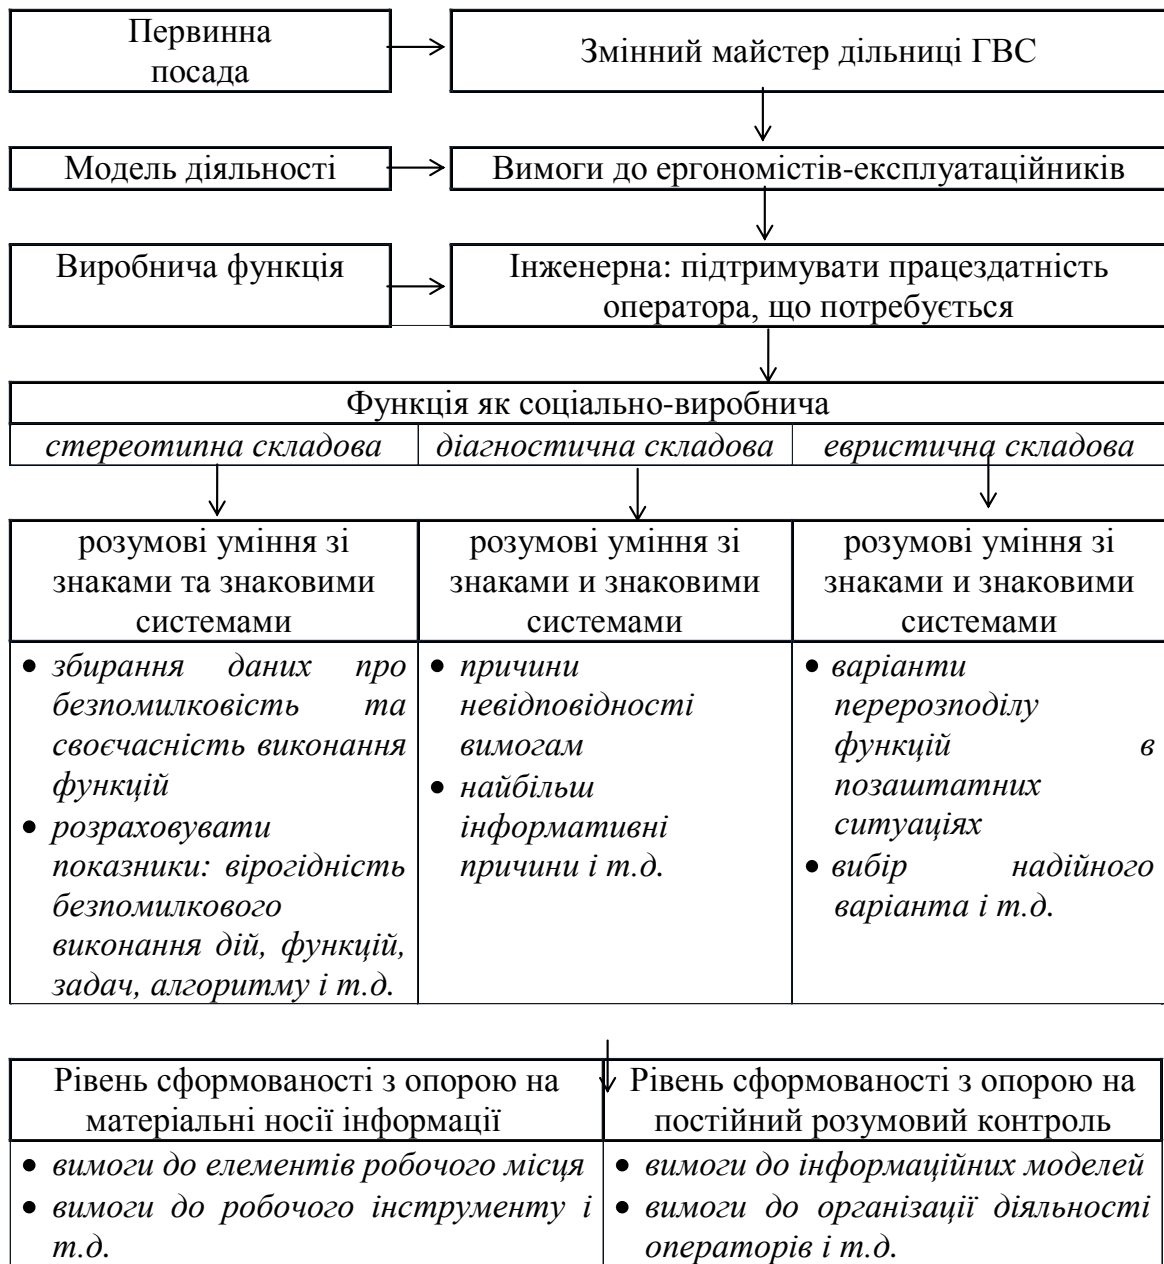 Первинна
посада
Змінний майстер дільниці ГВС
Модель діяльності
Вимоги до ергономістів-експлуатаційників
Виробнича функція
Інженерна: підтримувати працездатність
оператора, що потребується
Функція як соціально-виробнича
стереотипна складова
діагностична складова
евристична складова
розумові уміння зі
знаками та знаковими
системами
розумові уміння зі
знаками и знаковими
системами
розумові уміння зі
знаками и знаковими
системами
• збирання даних про
безпомилковість та
своєчасність виконання
функцій
• розраховувати
показники: вірогідність
безпомилкового
виконання дій, функцій,
задач, алгоритму і т.д.
• причини
невідповідності
вимогам
• найбільш
інформативні
причини і т.д.
• варіанти
перерозподілу
функцій в
позаштатних
ситуаціях
• вибір надійного
варіанта і т.д.
Рівень сформованості з опорою на
матеріальні носії інформації
Рівень сформованості з опорою на
постійний розумовий контроль
• вимоги до елементів робочого місця
• вимоги до робочого інструменту і
т.д.
• вимоги до інформаційних моделей
• вимоги до організації діяльності
операторів і т.д.